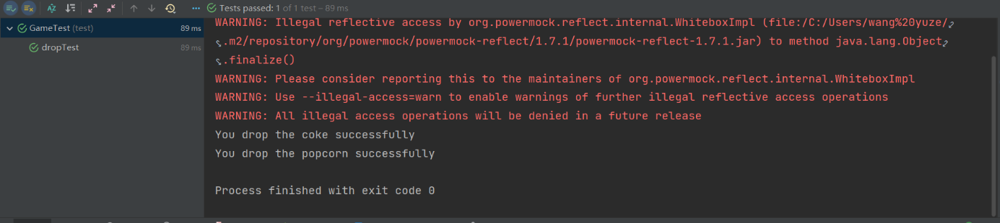 Tests passed: 1 of 1 test – 89 ms
GameTest (test) 89 ms
dropTest 89 ms
WARNING: Illegal reflective access by org.powermock.reflect.internal.WhiteboxImpl (file:/C:/Users/wang%20yuze/
.m2/repository/org/powermock/powermock-reflect/1.7.1/powermock-reflect-1.7.1.jar) to method java.lang.Object
.finalize()
WARNING: Please consider reporting this to the maintainers of org.powermock.reflect.internal.WhiteboxImpl
WARNING: Use --illegal-access=warn to enable warnings of further illegal reflective access operations
WARNING: All illegal access operations will be denied in a future release
You drop the coke successfully
You drop the popcorn successfully
Process finished with exit code 0